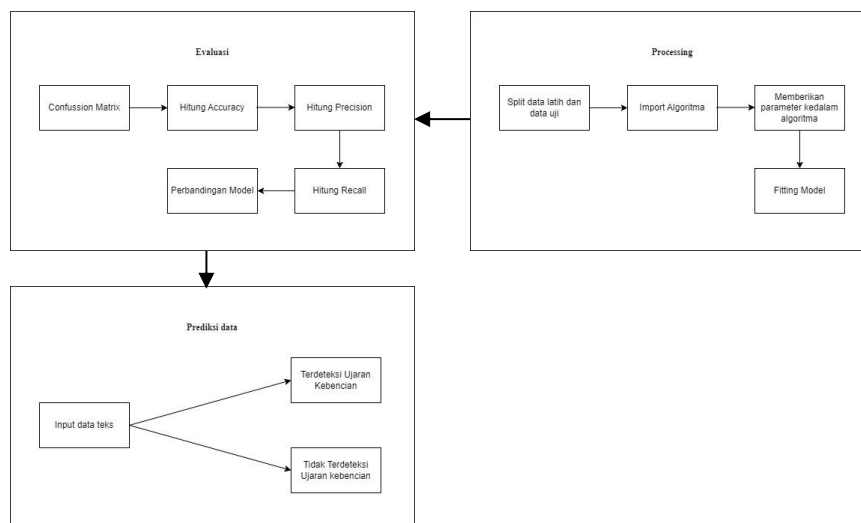 Evaluasi
Confussion Matrix
Hitung Accuracy
Hitung Precision
Perbandingan Model
Hitung Recall
Processing
Split data latih dan
data uji
Import Algoritma
Memberikan
parameter kedalam
algoritma
Fitting Model
Prediksi data
Input data teks
Terdeteksi Ujaran
Kebencian
Tidak Terdeteksi
Ujaran kebencian